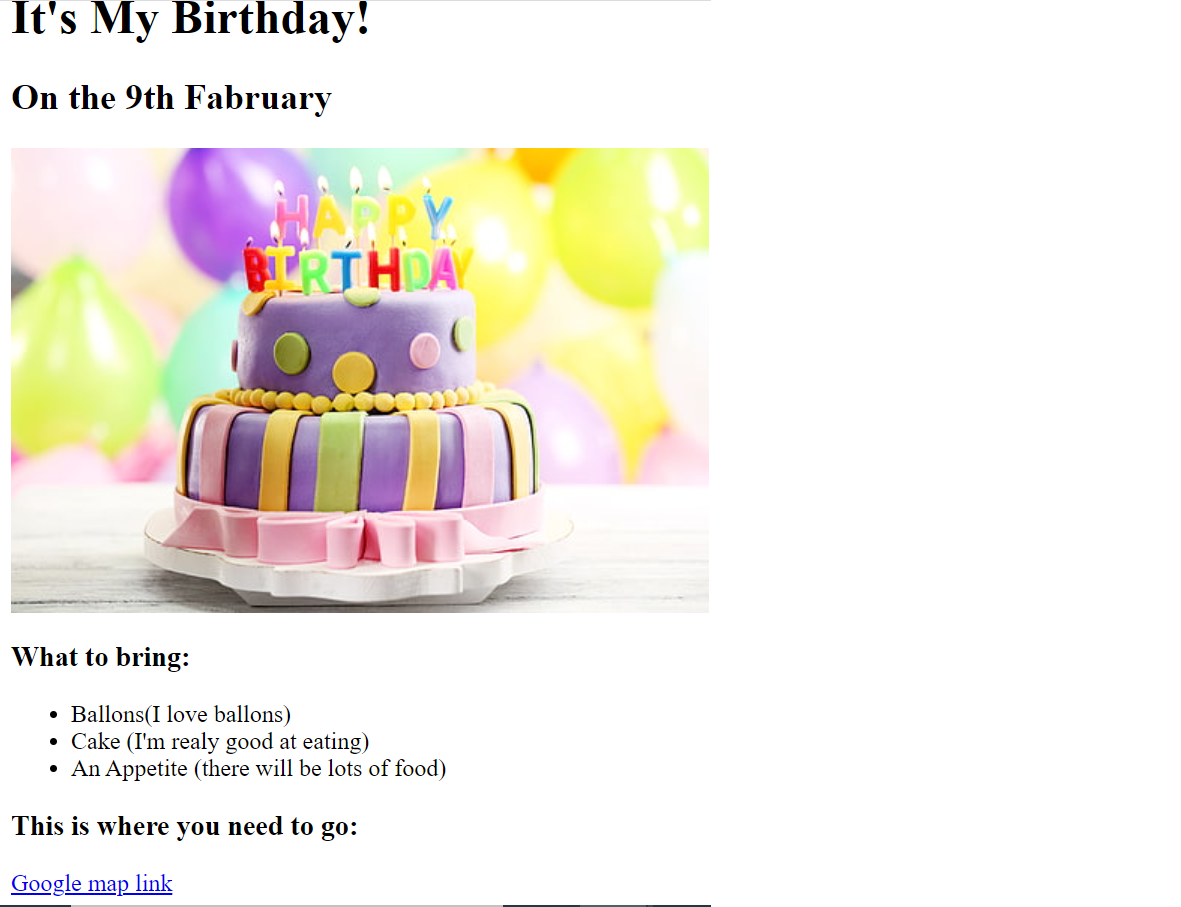 It's My Birthday!
On the 9th Fabruary
HAPPY
BIRTHDAY
What to bring:
Ballons(I love ballons)
Cake (I'm realy good at eating)
An Appetite (there will be lots of food)
This is where you need to go:
Google map link